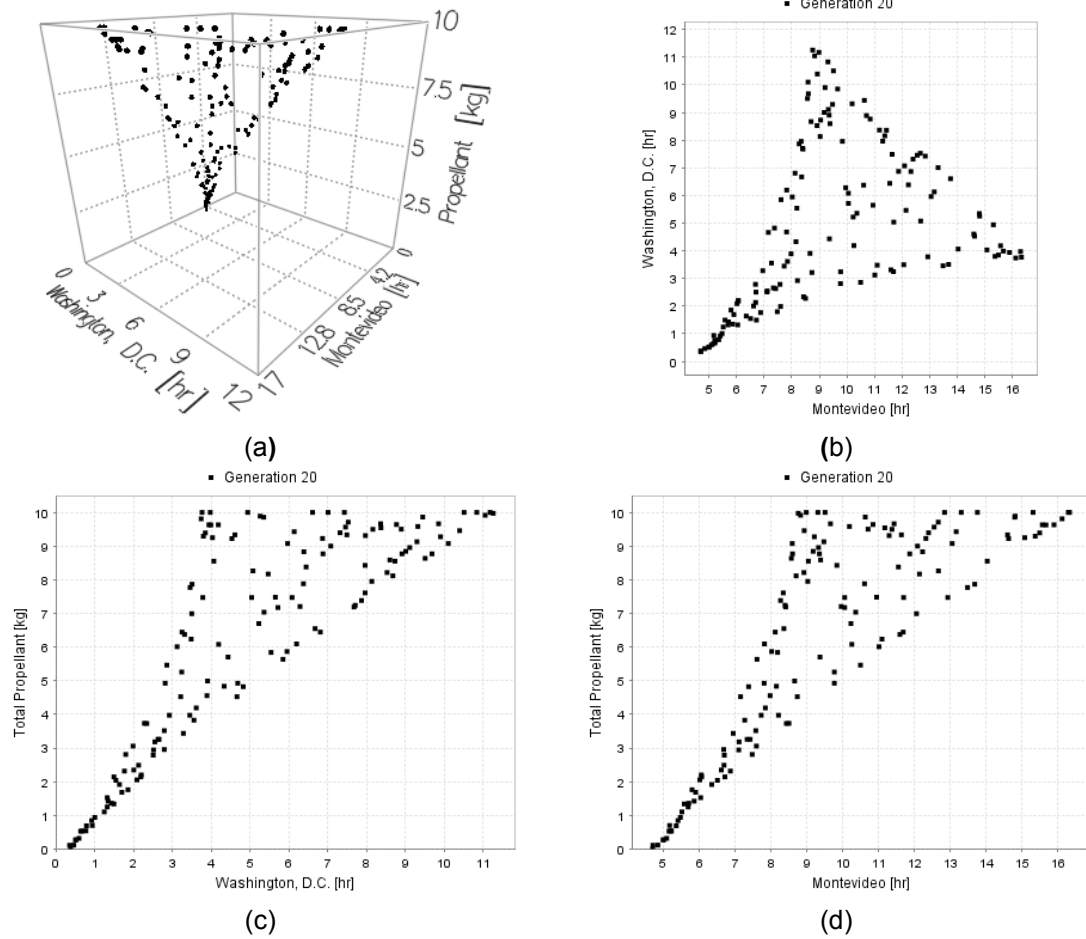 10
7.5
5
2.5
Propellant [kg]
0
4.2
8.5
12.8
17
Montevideo [hr]
0
3
6
9
12
Washington, D.C. [hr]
(a)
Generation 20
12
11
10
9
8
7
6
5
4
3
2
1
0
Washington, D.C. [hr]
5 6 7 8 9 10 11 12 13 14 15 16
Montevideo [hr]
(b)
Generation 20
10
9
8
7
6
5
4
3
2
1
0
Total Propellant [kg]
0 1 2 3 4 5 6 7 8 9 10 11
Washington, D.C. [hr]
(c)
Generation 20
10
9
8
7
6
5
4
3
2
1
0
Total Propellant [kg]
5 6 7 8 9 10 11 12 13 14 15 16
Montevideo [hr]
(d)